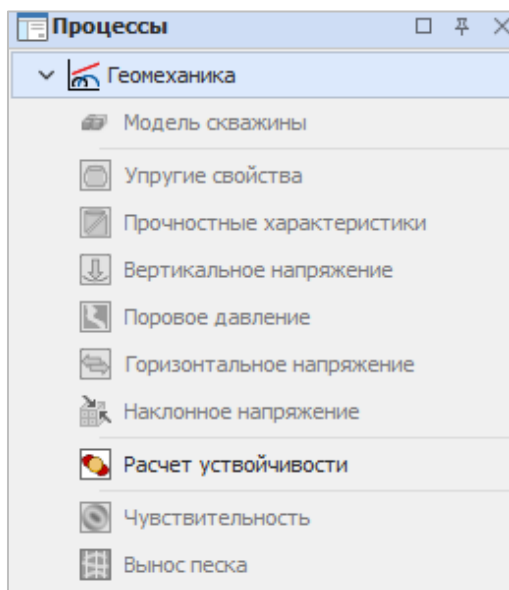 Процессы
Геомеханика
Модель скважины
Упругие свойства
Прочностные характеристики
Вертикальное напряжение
Поровое давление
Горизонтальное напряжение
Наклонное напряжение
Расчет уствойчивости
Чувствительность
Вынос песка